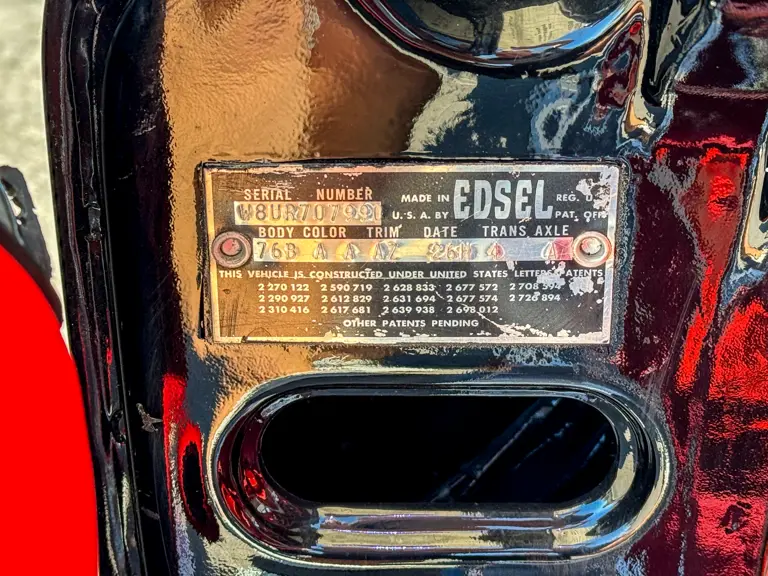 SERIAL NUMBER MADE IN EDSEL REG. U.
W8UR707991 U.S.A. BY PAT. OFF.
BODY COLOR TRIM DATE TRANS AXLE
76B A A AZ 26H 4 A
THIS VEHICLE IS CONSTRUCTED UNDER UNITED STATES LETTERS PATENTS
2 270 122 2 590 719 2 628 833 2 677 572 2 708 594
2 290 927 2 612 829 2 631 694 2 677 574 2 726 894
2 310 416 2 617 681 2 639 938 2 698 012
OTHER PATENTS PENDING